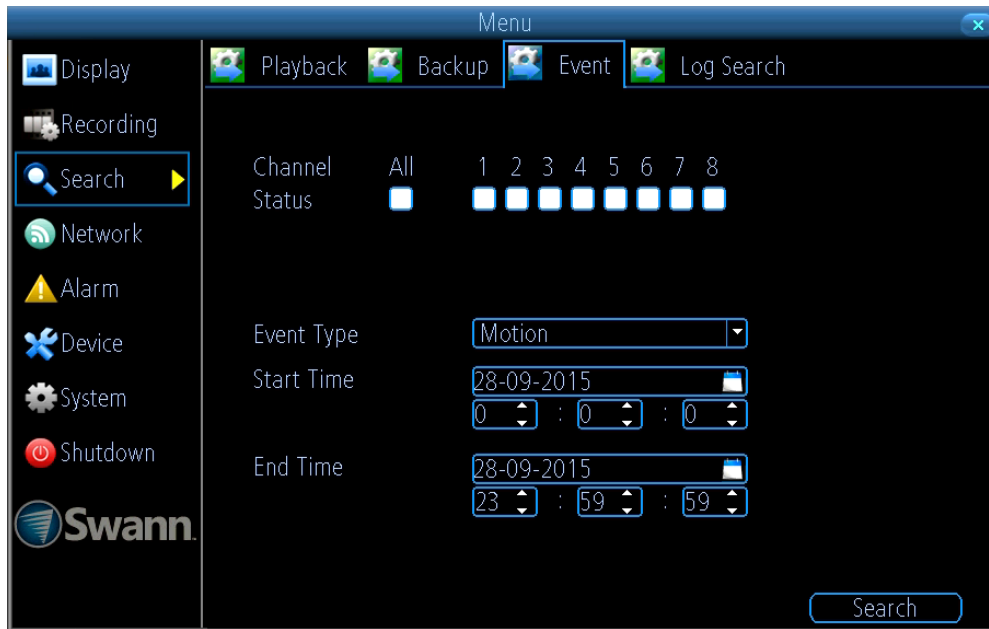 Menu
Display
Recording
Search
Network
Alarm
Device
System
Shutdown
Swann
Playback Backup Event Log Search
Channel All 1 2 3 4 5 6 7 8
Status
Event Type Motion
Start Time 28-09-2015
0 : 0 : 0
End Time 28-09-2015
23 : 59 : 59
Search